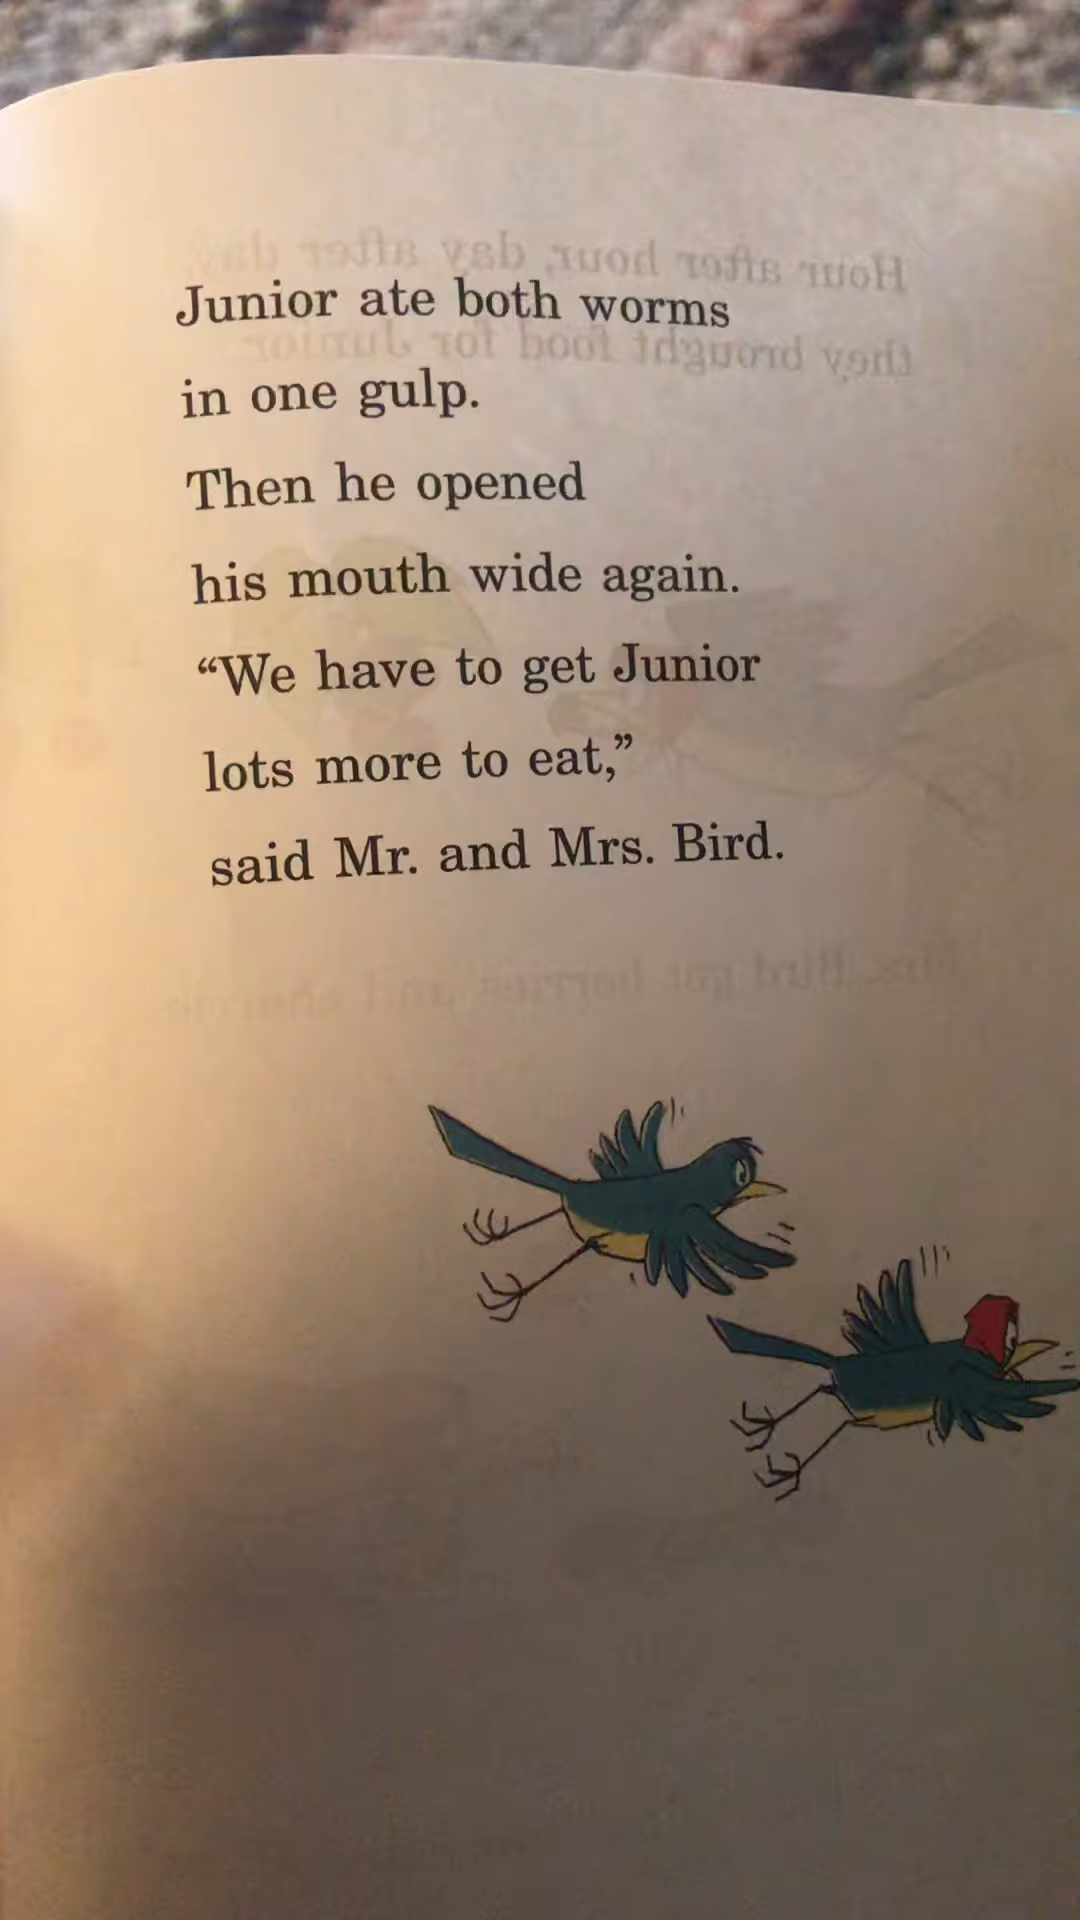 Junior ate both worms
in one gulp.
Then he opened
his mouth wide again.
“We have to get Junior
lots more to eat,”
said Mr. and Mrs. Bird.